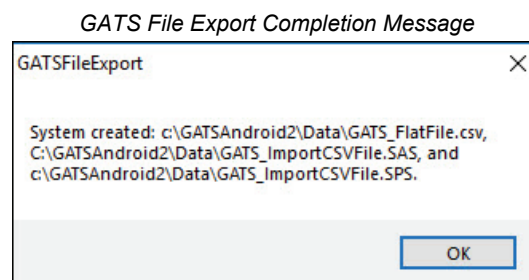 GATS File Export Completion Message
GATSFileExport
System created: c:\GATSAndroid2\Data\GATS_FlatFile.csv,
C:\GATSAndroid2\Data\GATS_ImportCSVFile.SAS, and
c:\GATSAndroid2\Data\GATS_ImportCSVFile.SPS.
OK